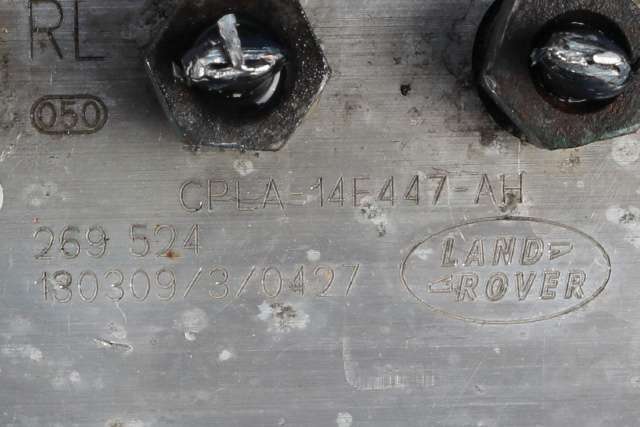 RL
050
CPLA-14F447-AH
269 524
130309/3/0427
LAND
ROVER